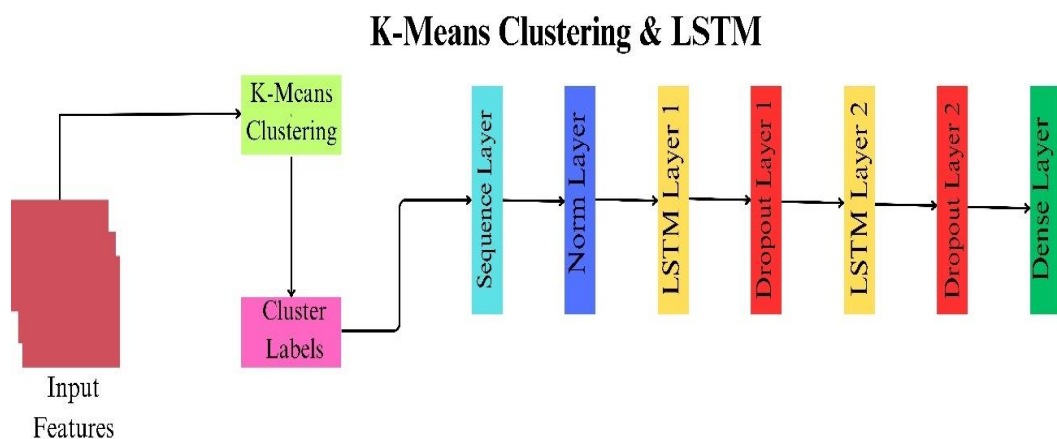 K-Means Clustering & LSTM
Input
Features
K-Means
Clustering
Cluster
Labels
Sequence Layer
Norm Layer
LSTM Layer 1
Dropout Layer 1
LSTM Layer 2
Dropout Layer 2
Dense Layer